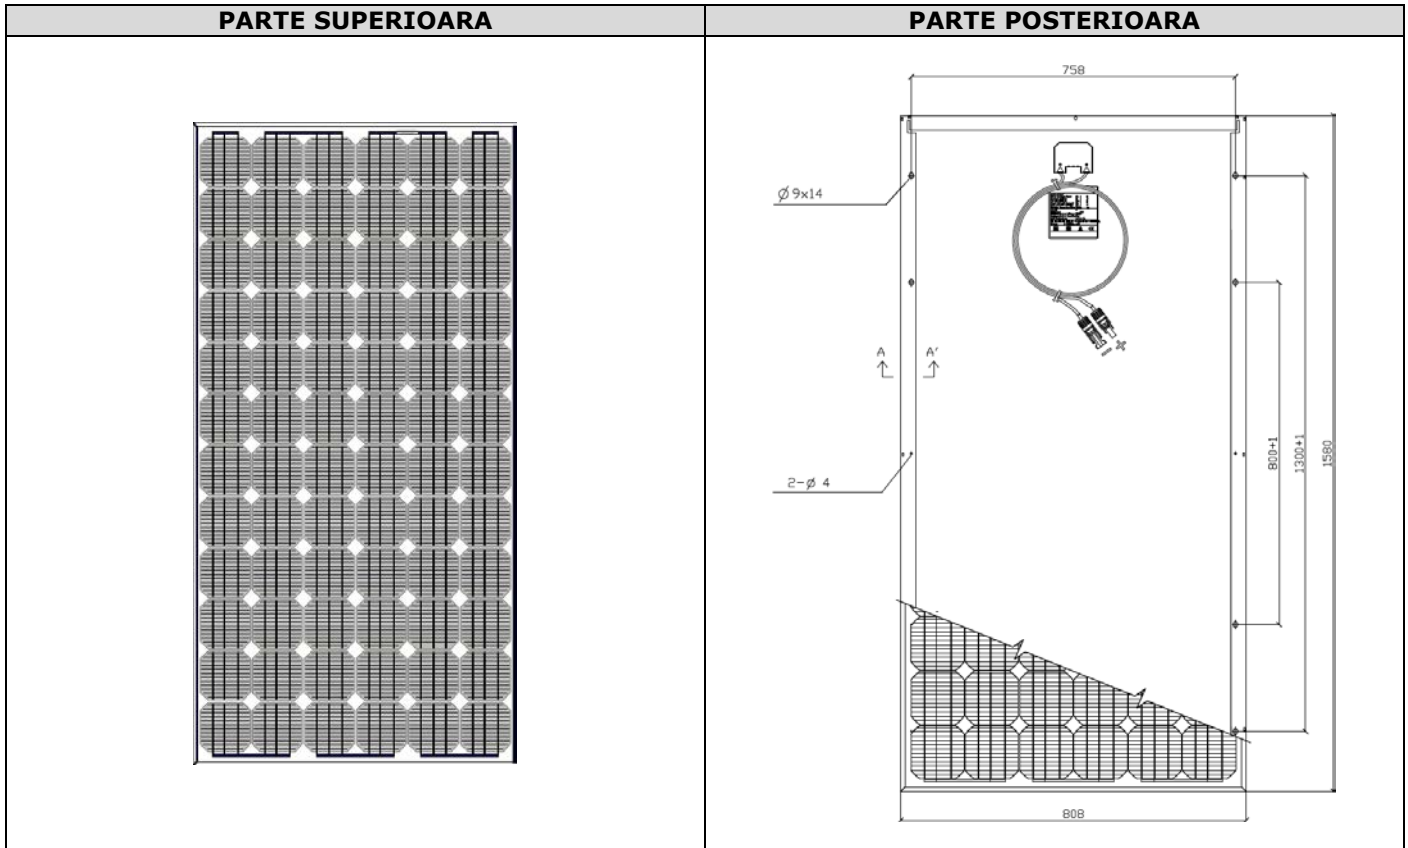 PARTE SUPERIOARA
PARTE POSTERIOARA
758
Ø 9x14
A
A'
2-Ø 4
800+1
1300+1
1580
808